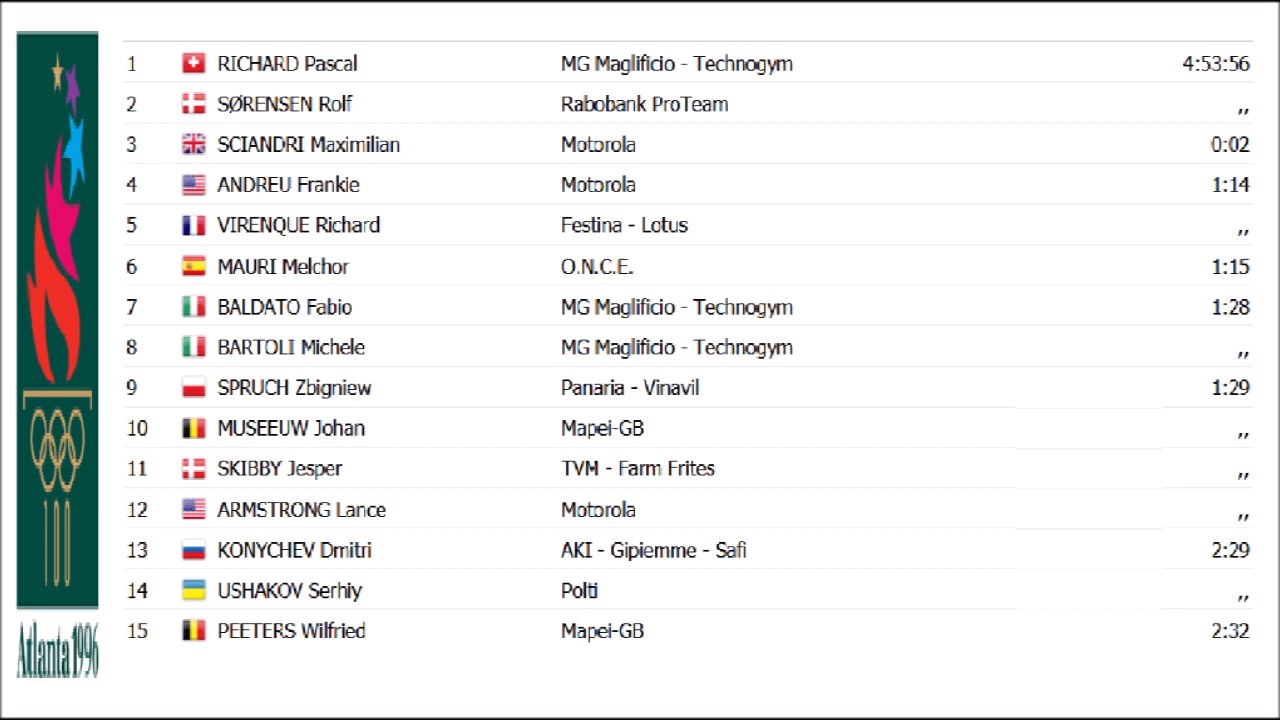 1 RICHARD Pascal MG Maglificio - Technogym 4:53:56
2 SØRENSEN Rolf Rabobank ProTeam ,,
3 SCIANDRI Maximilian Motorola 0:02
4 ANDREU Frankie Motorola 1:14
5 VIRENQUE Richard Festina - Lotus ,,
6 MAURI Melchor O.N.C.E. 1:15
7 BALDATO Fabio MG Maglificio - Technogym 1:28
8 BARTOLI Michele MG Maglificio - Technogym ,,
9 SPRUCH Zbigniew Panaria - Vinavil 1:29
10 MUSEEUW Johan Mapei-GB ,,
11 SKIBBY Jesper TVM - Farm Frites ,,
12 ARMSTRONG Lance Motorola ,,
13 KONYCHEV Dmitri AKI - Gipiemme - Safi 2:29
14 USHAKOV Serhiy Polti ,,
15 PEETERS Wilfried Mapei-GB 2:32
100
Atlanta 1996